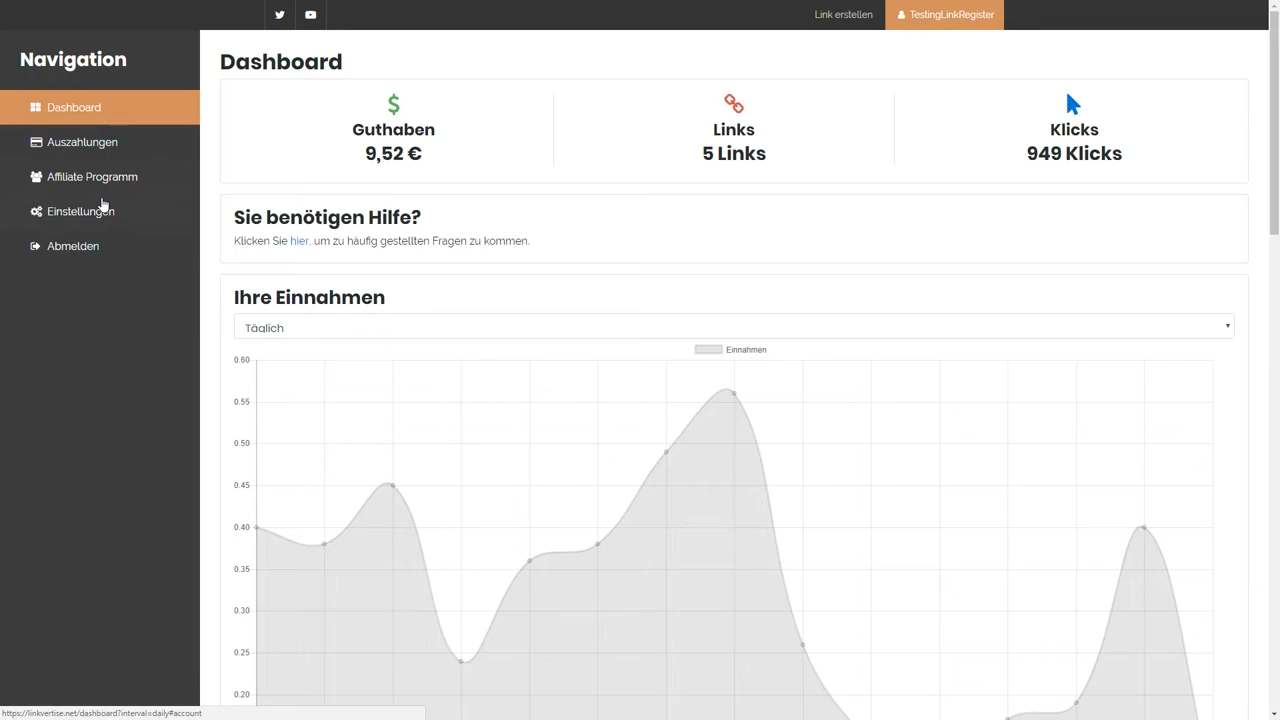 Link erstellen
TestingLinkRegister
Navigation
Dashboard
Auszahlungen
Affiliate Programm
Einstellungen
Abmelden
Dashboard
Guthaben
9,52 €
Links
5 Links
Klicks
949 Klicks
Sie benötigen Hilfe?
Klicken Sie hier, um zu häufig gestellten Fragen zu kommen.
Ihre Einnahmen
Täglich
Einnahmen
0.60
0.55
0.50
0.45
0.40
0.35
0.30
0.25
0.20
https://linkvertise.net/dashboard?interval=daily#account